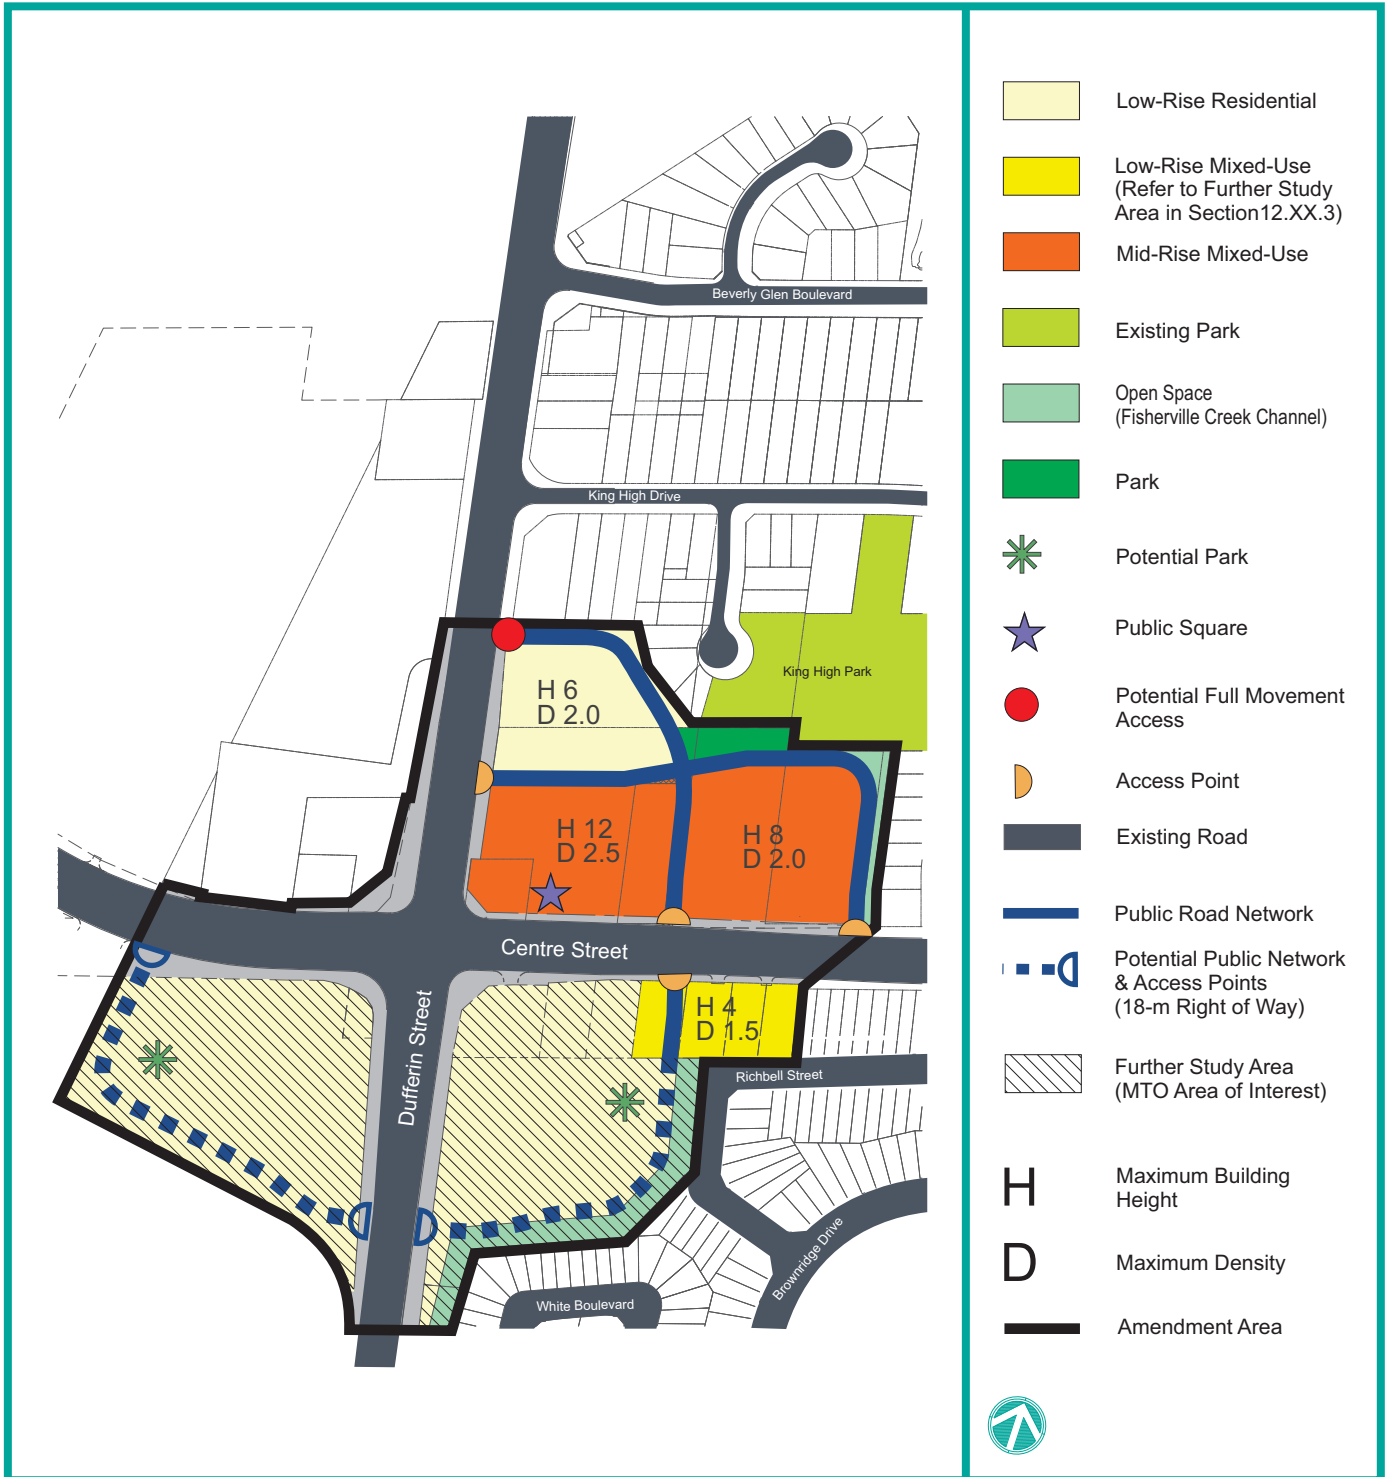 Beverly Glen Boulevard
King High Drive
King High Park
H 6
D 2.0
H 12
D 2.5
H 8
D 2.0
Centre Street
H 4
D 1.5
Dufferin Street
Richbell Street
Brownridge Drive
White Boulevard
Low-Rise Residential
Low-Rise Mixed-Use
(Refer to Further Study
Area in Section12.XX.3)
Mid-Rise Mixed-Use
Existing Park
Open Space
(Fisherville Creek Channel)
Park
Potential Park
Public Square
Potential Full Movement
Access
Access Point
Existing Road
Public Road Network
Potential Public Network
& Access Points
(18-m Right of Way)
Further Study Area
(MTO Area of Interest)
H
Maximum Building
Height
D
Maximum Density
Amendment Area